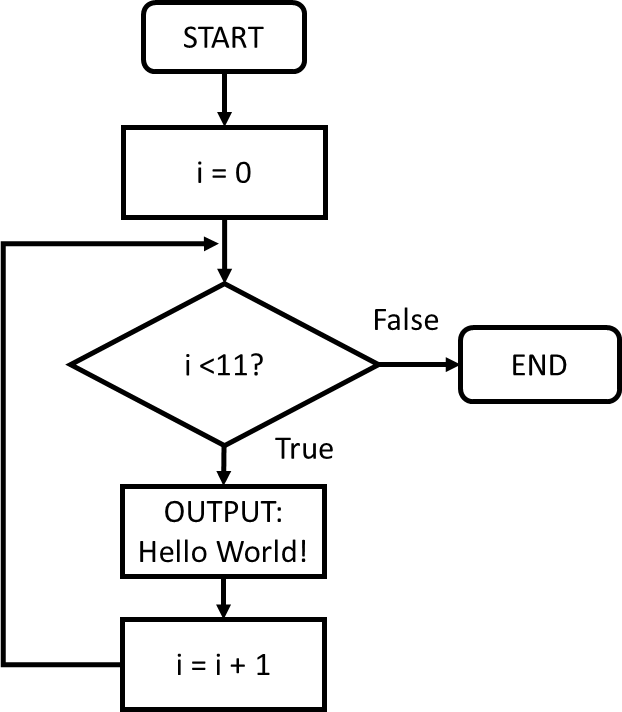 START
i = 0
i <11?
False
END
True
OUTPUT:
Hello World!
i = i + 1